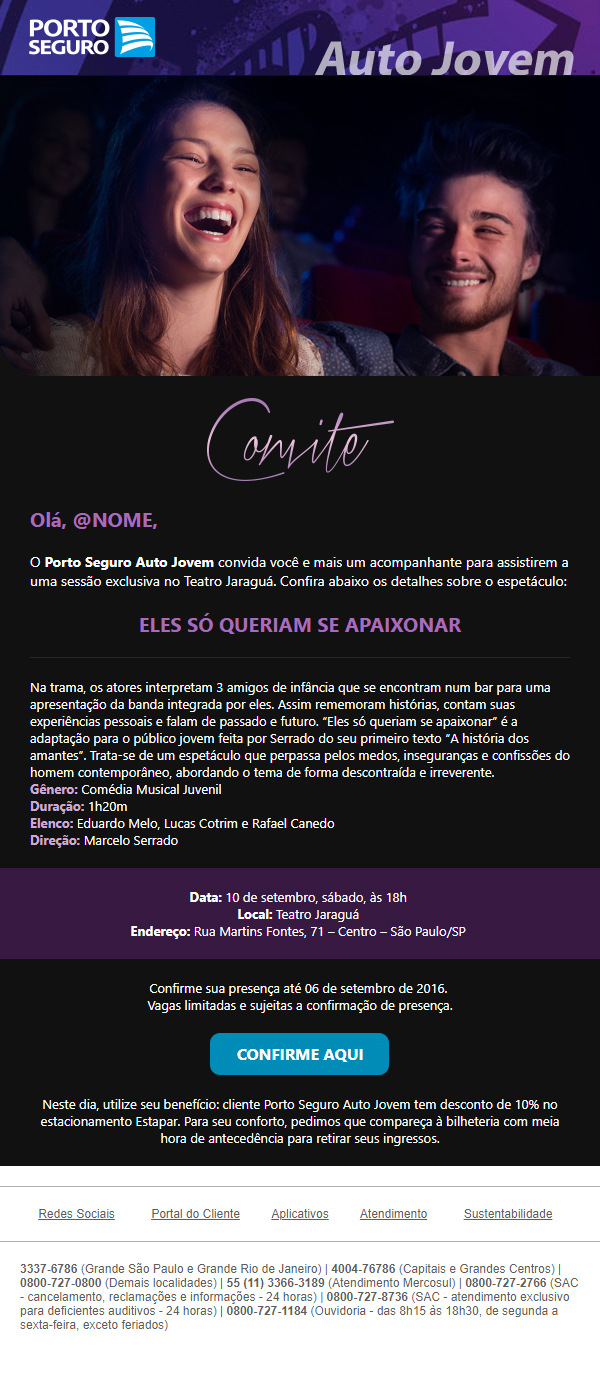 PORTO
SEGURO
Auto Jovem
Convite
Olá, @NOME,
O Porto Seguro Auto Jovem convida você e mais um acompanhante para assistirem a
uma sessão exclusiva no Teatro Jaraguá. Confira abaixo os detalhes sobre o espetáculo:
ELES SÓ QUERIAM SE APAIXONAR
Na trama, os atores interpretam 3 amigos de infância que se encontram num bar para uma
apresentação da banda integrada por eles. Assim rememoram histórias, contam suas
experiências pessoais e falam de passado e futuro. “Eles só queriam se apaixonar” é a
adaptação para o público jovem feita por Serrado do seu primeiro texto “A história dos
amantes”. Trata-se de um espetáculo que perpassa pelos medos, inseguranças e confissões do
homem contemporâneo, abordando o tema de forma descontraída e irreverente.
Gênero: Comédia Musical Juvenil
Duração: 1h20m
Elenco: Eduardo Melo, Lucas Cotrim e Rafael Canedo
Direção: Marcelo Serrado
Data: 10 de setembro, sábado, às 18h
Local: Teatro Jaraguá
Endereço: Rua Martins Fontes, 71 – Centro – São Paulo/SP
Confirme sua presença até 06 de setembro de 2016.
Vagas limitadas e sujeitas a confirmação de presença.
CONFIRME AQUI
Neste dia, utilize seu benefício: cliente Porto Seguro Auto Jovem tem desconto de 10% no
estacionamento Estapar. Para seu conforto, pedimos que compareça à bilheteria com meia
hora de antecedência para retirar seus ingressos.
Redes Sociais Portal do Cliente Aplicativos Atendimento Sustentabilidade
3337-6786 (Grande São Paulo e Grande Rio de Janeiro) | 4004-76786 (Capitais e Grandes Centros) |
0800-727-0800 (Demais localidades) | 55 (11) 3366-3189 (Atendimento Mercosul) | 0800-727-2766 (SAC
- cancelamento, reclamações e informações - 24 horas) | 0800-727-8736 (SAC - atendimento exclusivo
para deficientes auditivos - 24 horas) | 0800-727-1184 (Ouvidoria - das 8h15 às 18h30, de segunda a
sexta-feira, exceto feriados)